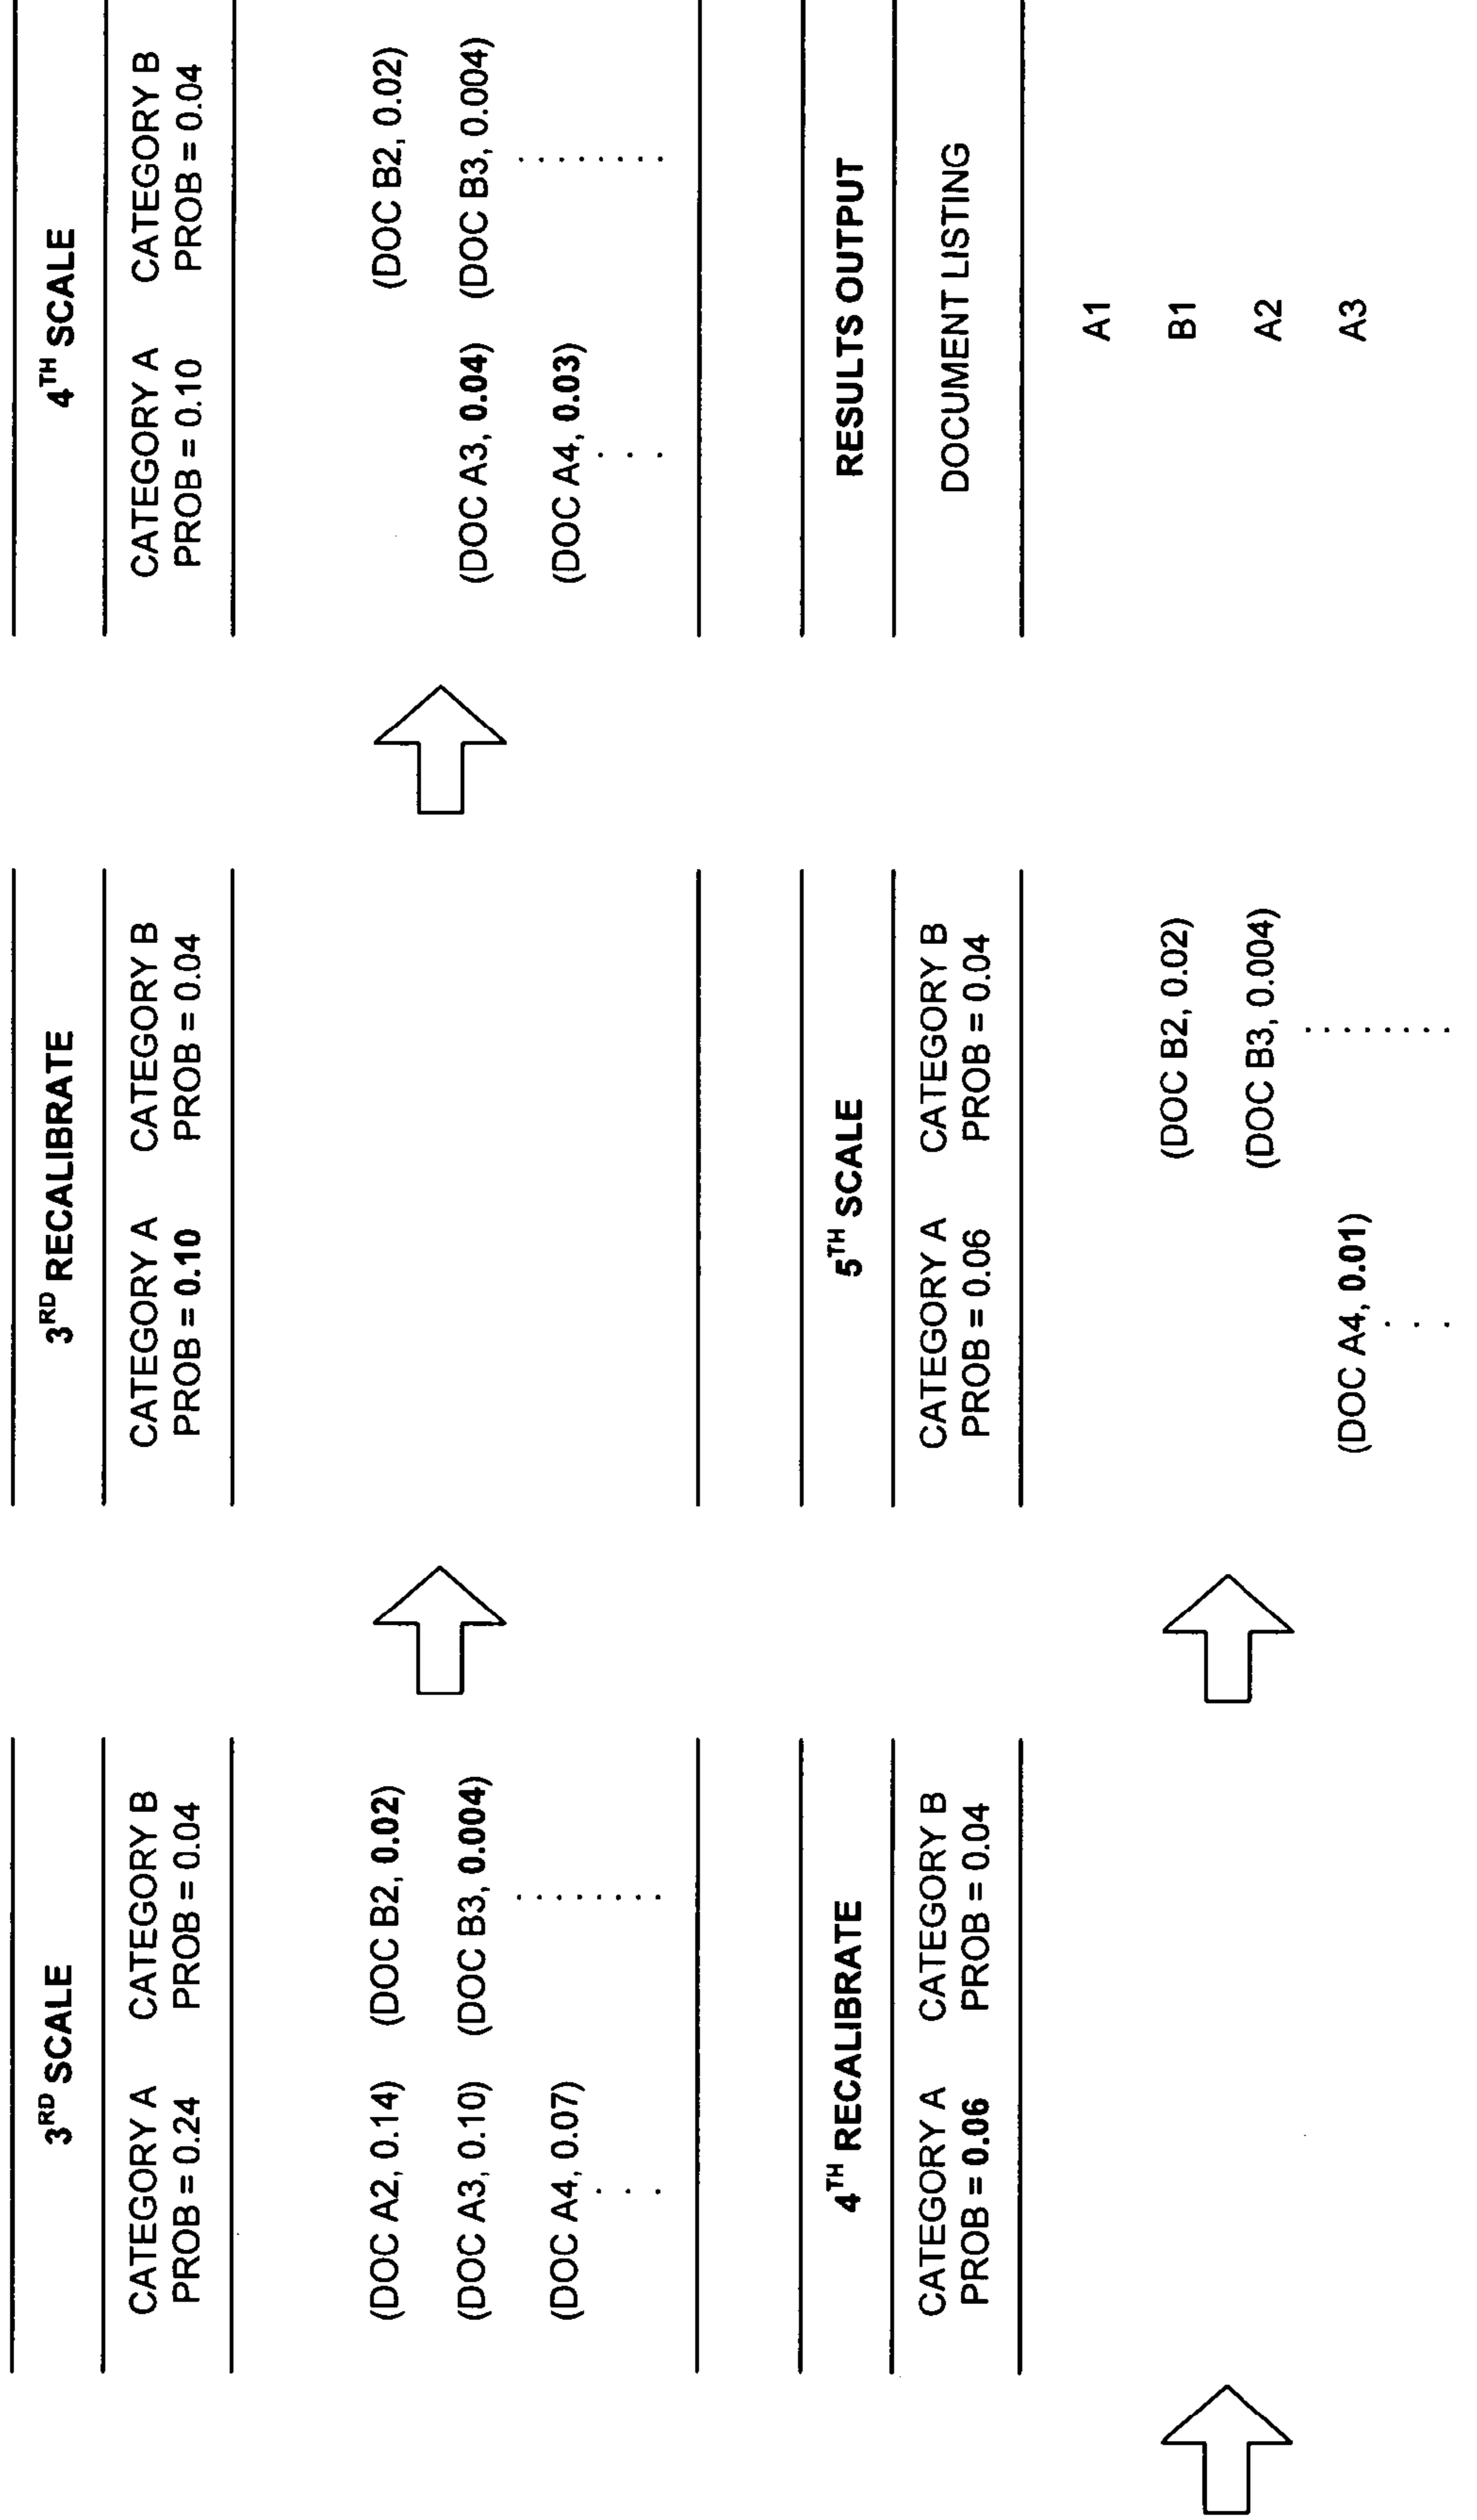 3RD SCALE
CATEGORY A CATEGORY B
PROB = 0.24 PROB = 0.04
(DOC A2, 0.14) (DOC B2, 0.02)
(DOC A3, 0.10) (DOC B3, 0.004)
(DOC A4, 0.07)
3RD RECALIBRATE
CATEGORY A CATEGORY B
PROB = 0.10 PROB = 0.04
4TH SCALE
CATEGORY A CATEGORY B
PROB = 0.10 PROB = 0.04
(DOC B2, 0.02)
(DOC A3, 0.04) (DOC B3, 0.004)
(DOC A4, 0.03)
4TH RECALIBRATE
CATEGORY A CATEGORY B
PROB = 0.06 PROB = 0.04
5TH SCALE
CATEGORY A CATEGORY B
PROB = 0.06 PROB = 0.04
(DOC B2, 0.02)
(DOC B3, 0.004)
(DOC A4, 0.01)
RESULTS OUTPUT
DOCUMENT LISTING
A1
B1
A2
A3